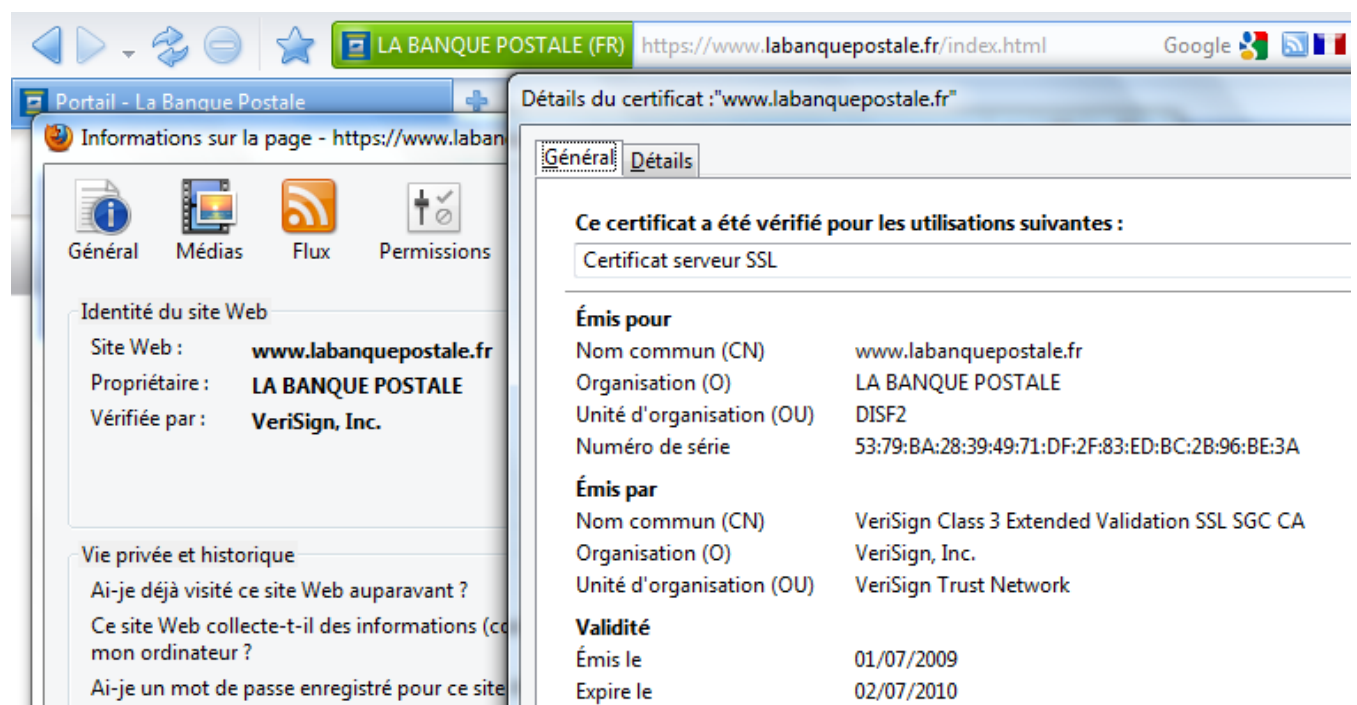 LA BANQUE POSTALE (FR) https://www.labanquepostale.fr/index.html Google
Portail - La Banque Postale
Informations sur la page - https://www.laban
Général Médias Flux Permissions
Identité du site Web
Site Web : www.labanquepostale.fr
Propriétaire : LA BANQUE POSTALE
Vérifiée par : VeriSign, Inc.
Vie privée et historique
Ai-je déjà visité ce site Web auparavant ?
Ce site Web collecte-t-il des informations (co
mon ordinateur ?
Ai-je un mot de passe enregistré pour ce site
Détails du certificat :"www.labanquepostale.fr"
Général Détails
Ce certificat a été vérifié pour les utilisations suivantes :
Certificat serveur SSL
Émis pour
Nom commun (CN) www.labanquepostale.fr
Organisation (O) LA BANQUE POSTALE
Unité d'organisation (OU) DISF2
Numéro de série 53:79:BA:28:39:49:71:DF:2F:83:ED:BC:2B:96:BE:3A
Émis par
Nom commun (CN) VeriSign Class 3 Extended Validation SSL SGC CA
Organisation (O) VeriSign, Inc.
Unité d'organisation (OU) VeriSign Trust Network
Validité
Émis le 01/07/2009
Expire le 02/07/2010